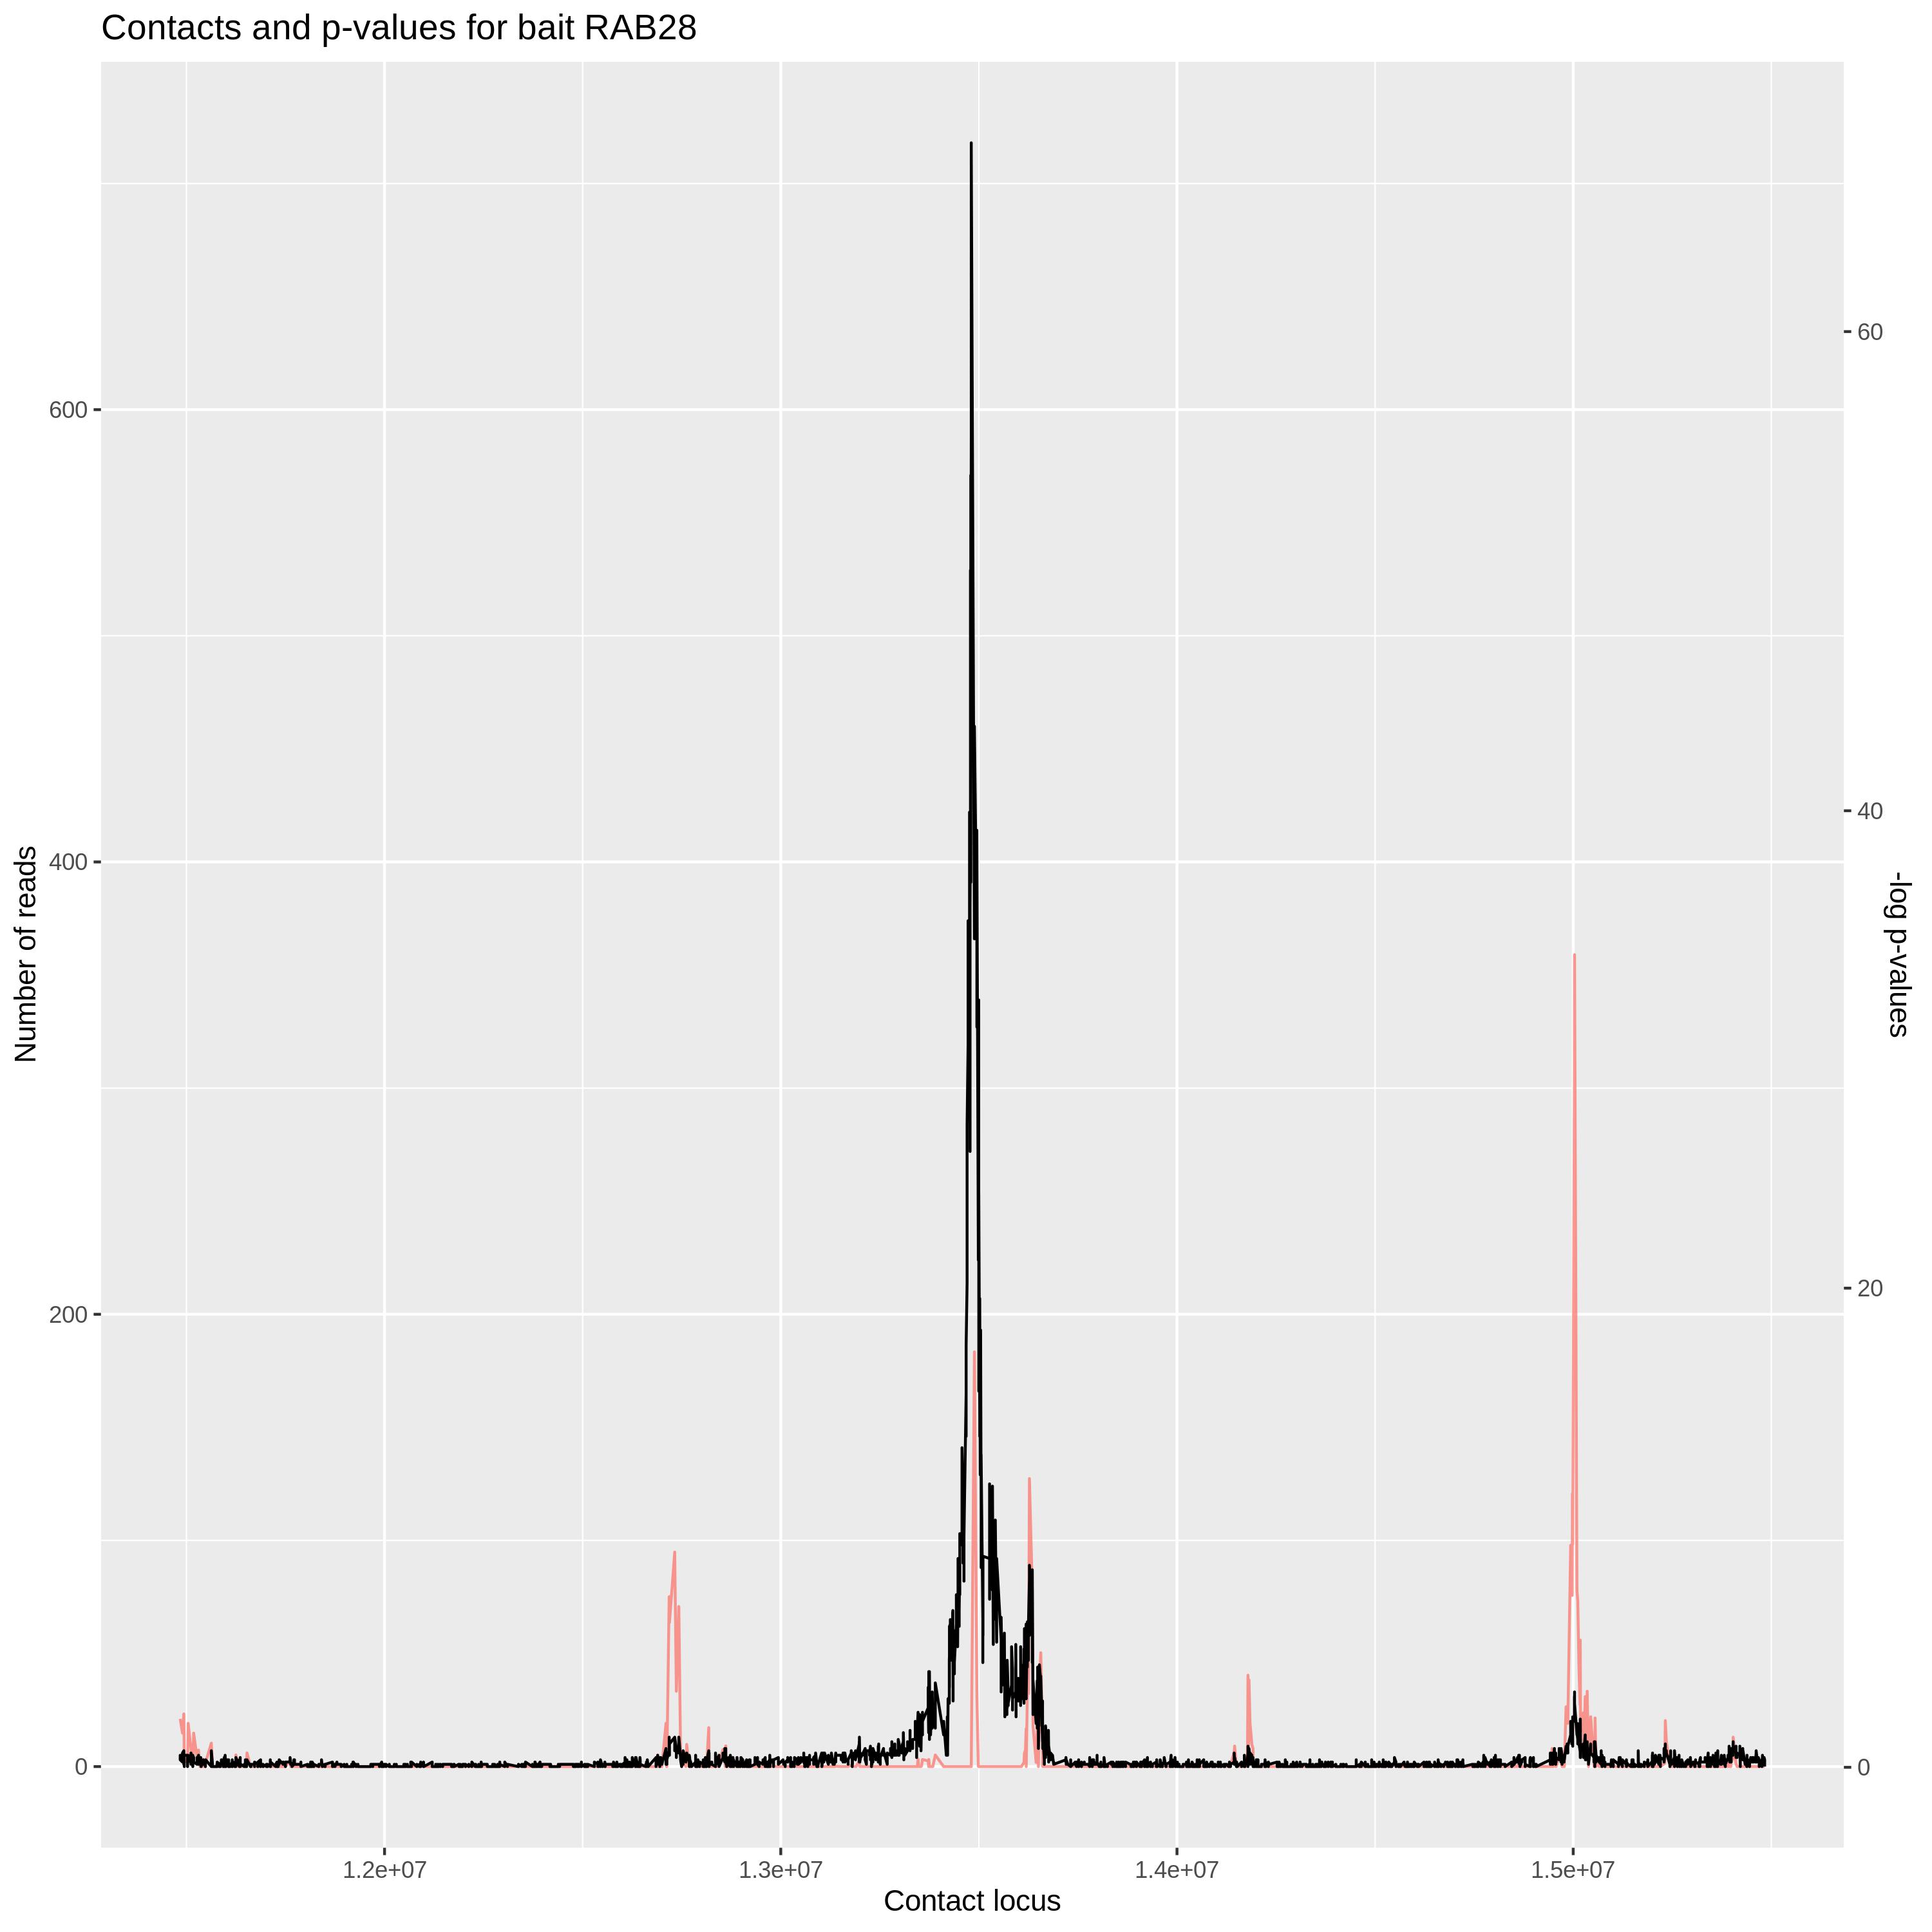 Contacts and p-values for bait RAB28
Number of reads
600
400
200
0
60
40
20
0
-log p-values
1.2e+07 1.3e+07 1.4e+07 1.5e+07
Contact locus